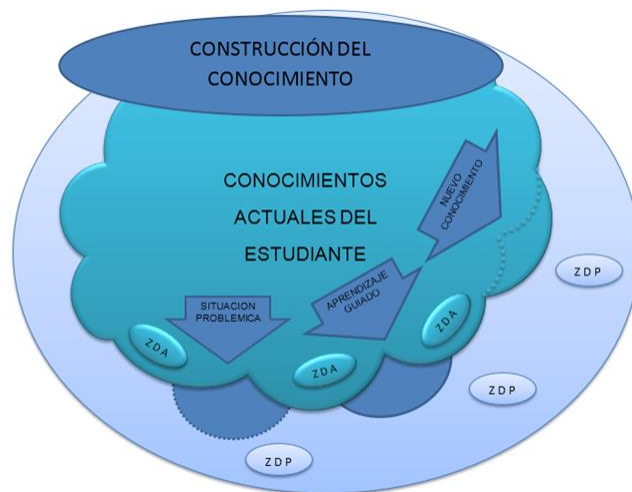 CONSTRUCCIÓN DEL
CONOCIMIENTO
CONOCIMIENTOS
ACTUALES DEL
ESTUDIANTE
NUEVO
CONOCIMIENTO
APRENDIZAJE
GUIADO
SITUACION
PROBLEMICA
ZDA
ZDA
ZDA
ZDP
ZDP
ZDP